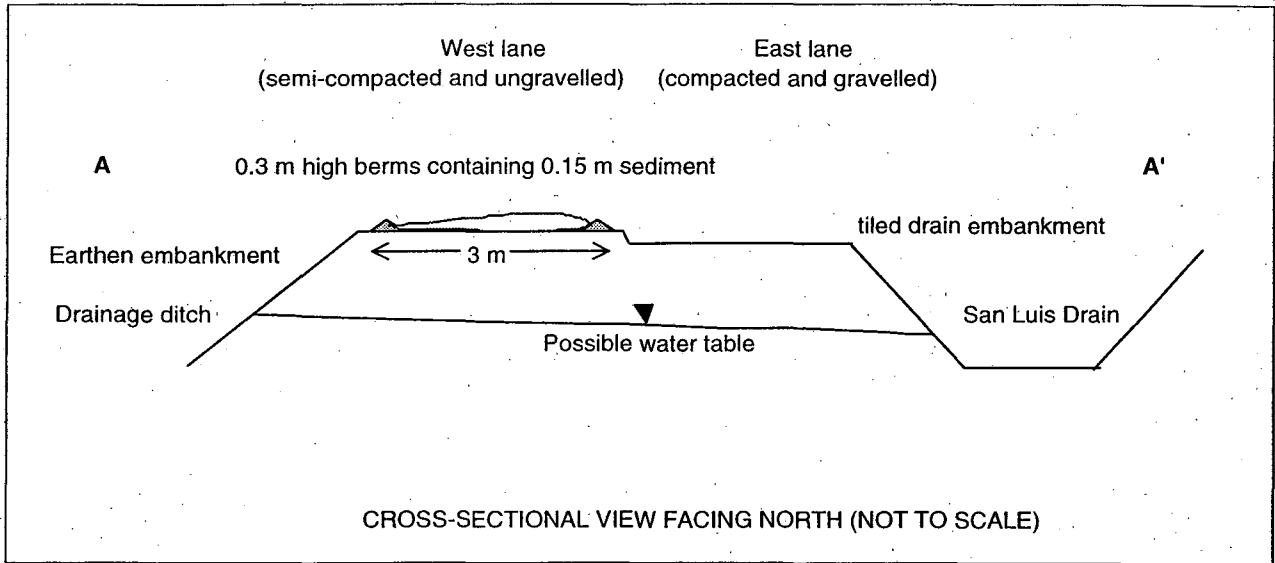 West lane
(semi-compacted and ungravelled)
East lane
(compacted and gravelled)
A
0.3 m high berms containing 0.15 m sediment
A'
tiled drain embankment
Earthen embankment
3 m
Drainage ditch
San Luis Drain
Possible water table
CROSS-SECTIONAL VIEW FACING NORTH (NOT TO SCALE)